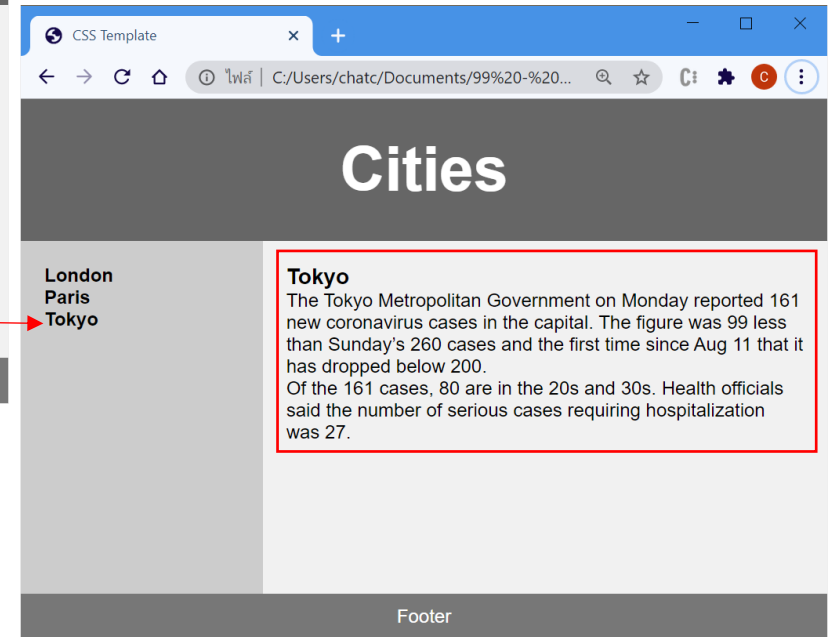 CSS Template
ไฟล์ C:/Users/chatc/Documents/99%20-%20...
C
Cities
London
Paris
Tokyo
Tokyo
The Tokyo Metropolitan Government on Monday reported 161
new coronavirus cases in the capital. The figure was 99 less
than Sunday’s 260 cases and the first time since Aug 11 that it
has dropped below 200.
Of the 161 cases, 80 are in the 20s and 30s. Health officials
said the number of serious cases requiring hospitalization
was 27.
Footer